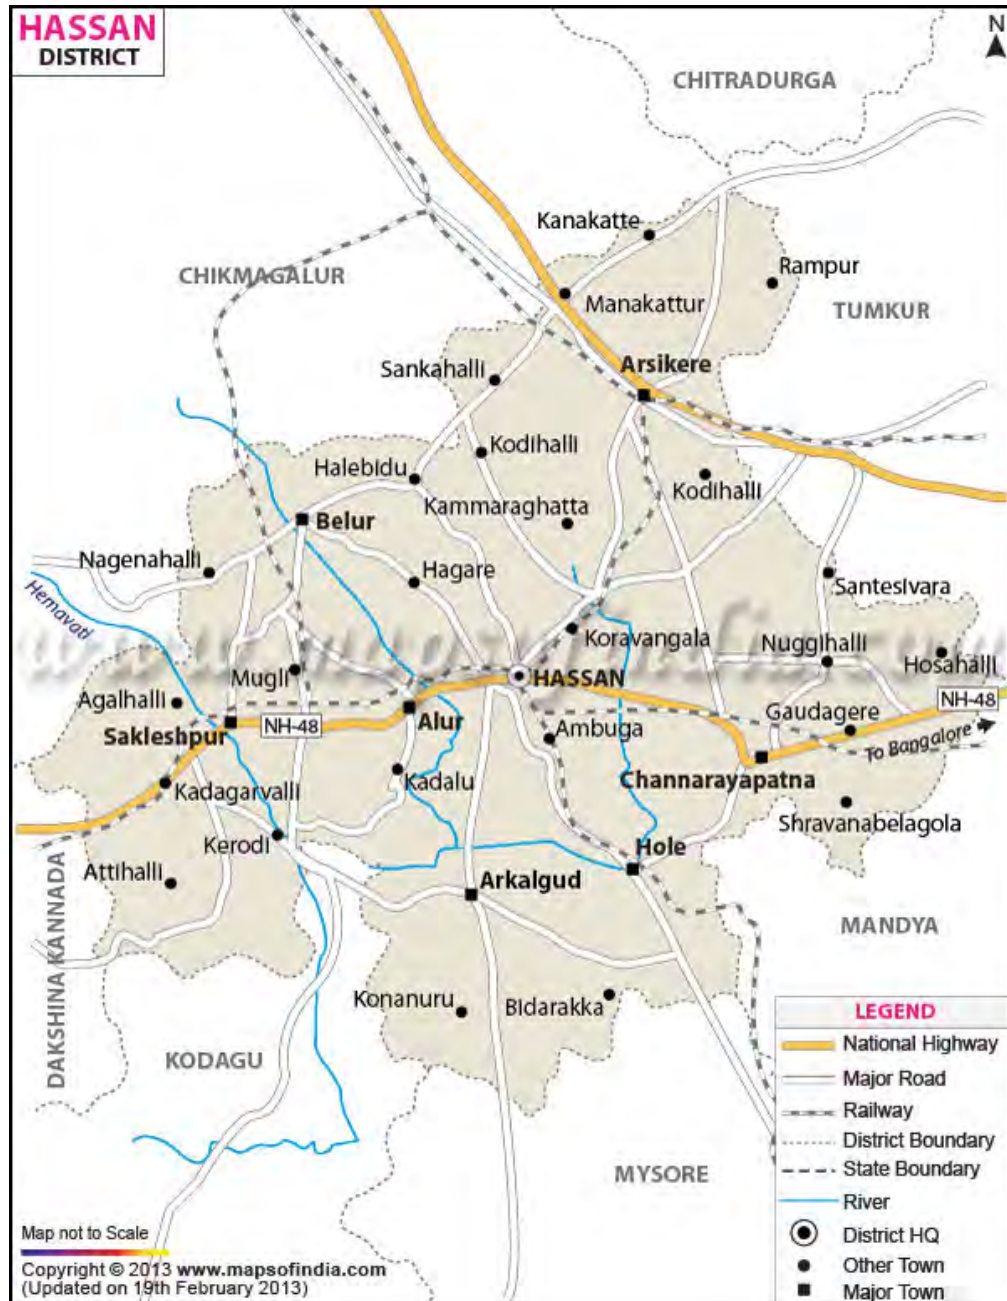 HASSAN
DISTRICT
N
CHITRADURGA
Kanakatte
CHIKMAGALUR
Rampur
Manakattur
TUMKUR
Arsikere
Sankahalli
Kodihalli
Halebidu
Kodihalli
Kammaraghatta
Belur
Nagenahalli
Hagare
Santesivara
Hemavati
Koravangala
Nuggihalli
Hosahalli
Mugli
HASSAN
Agalhalli
NH-48
Gaudagere
Sakleshpur
NH-48
Alur
Ambuga
To Bangalore
Channarayapatna
Kadagarvalli
Kadalu
Shravanabelagola
Kerodi
Hole
Attihalli
Arkalgud
MANDYA
DAKSHINA KANNADA
Konanuru
Bidarakka
KODAGU
MYSORE
LEGEND
National Highway
Major Road
Railway
District Boundary
State Boundary
River
District HQ
Other Town
Major Town
Map not to Scale
Copyright © 2013 www.mapsofindia.com
(Updated on 19th February 2013)